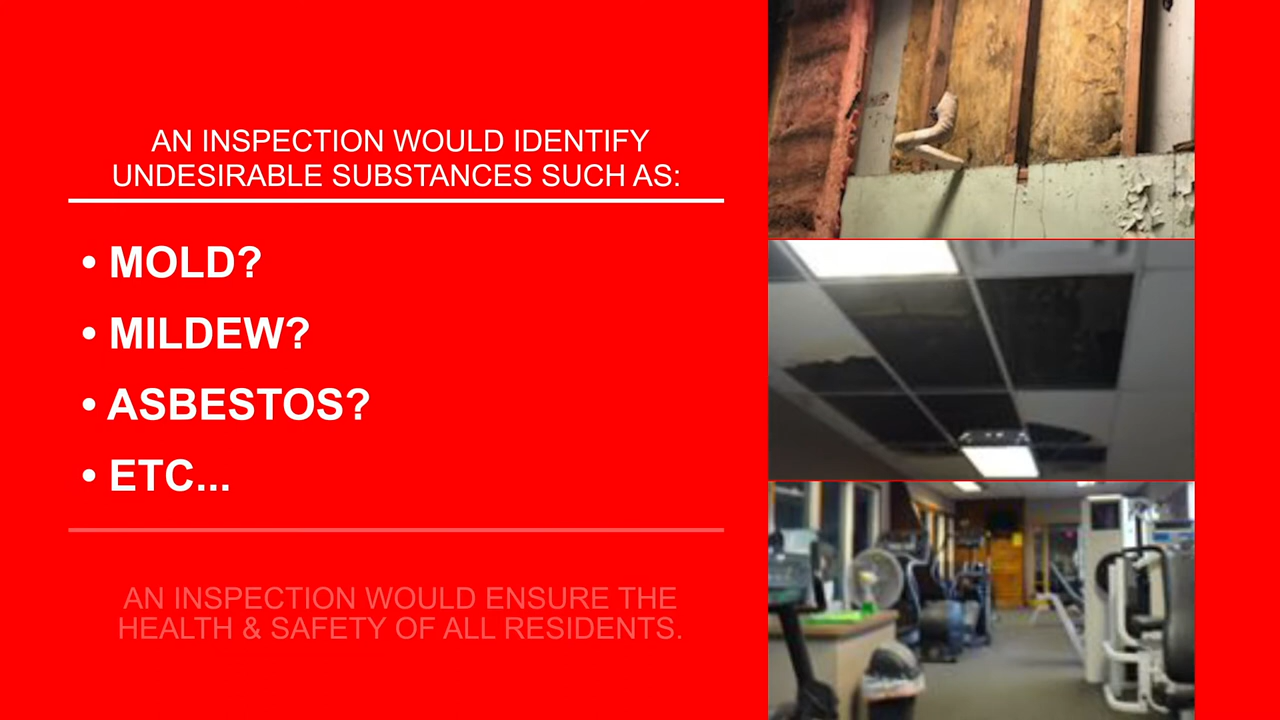 AN INSPECTION WOULD IDENTIFY
UNDESIRABLE SUBSTANCES SUCH AS:
• MOLD?
• MILDEW?
• ASBESTOS?
• ETC...
AN INSPECTION WOULD ENSURE THE
HEALTH & SAFETY OF ALL RESIDENTS.